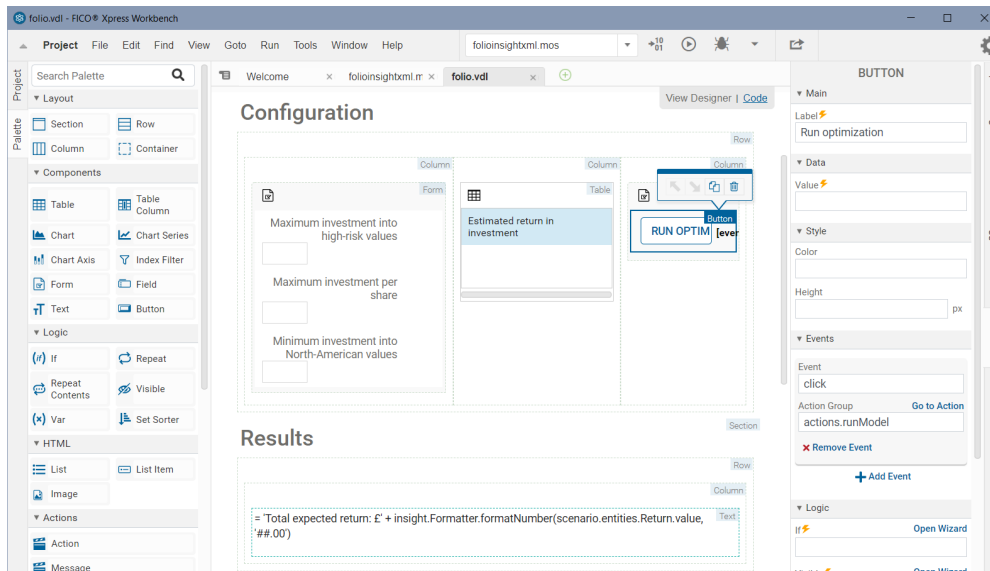 folio.vdl - FICO® Xpress Workbench
Project File Edit Find View Goto Run Tools Window Help
folioinsightxml.mos
10
01
Project
Palette
Search Palette
Layout
Section
Row
Column
Container
Components
Table
Table
Column
Chart
Chart Series
Chart Axis
Index Filter
Form
Field
Text
Button
Logic
(if) If
Repeat
Repeat
Contents
Visible
(x) Var
Set Sorter
HTML
List
List Item
Image
Actions
Action
Message
Welcome ×
folioinsightxml.m ×
folio.vdl ×
View Designer | Code
Configuration
Row
Column
Column
Column
Form
Table
Maximum investment into
high-risk values
Maximum investment per
share
Minimum investment into
North-American values
Estimated return in
investment
Button
RUN OPTIM
[ever
Results
Section
Row
Column
Text
= 'Total expected return: £' + insight.Formatter.formatNumber(scenario.entities.Return.value,
'##.00')
BUTTON
Main
Label
Run optimization
Data
Value
Style
Color
Height
px
Events
Event
click
Action Group
Go to Action
actions.runModel
× Remove Event
+ Add Event
Logic
If
Open Wizard